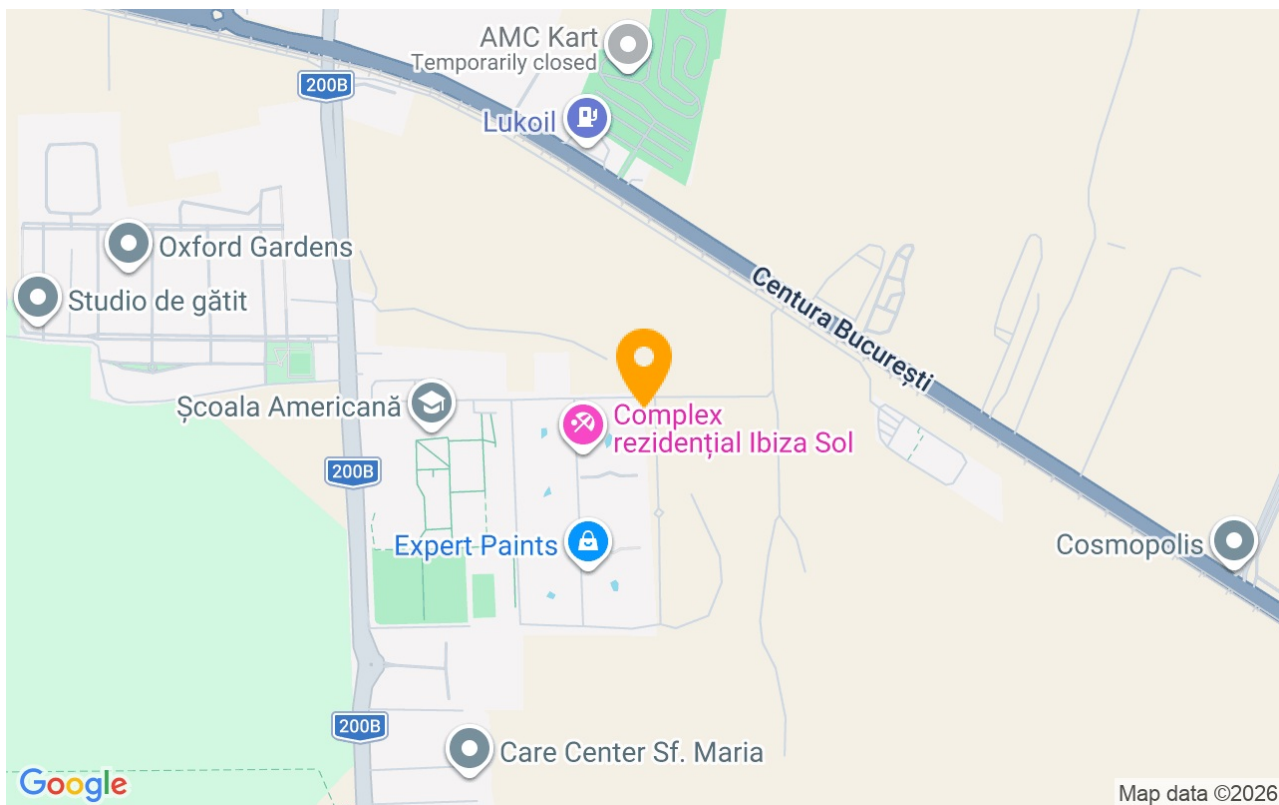 AMC Kart
Temporarily closed
200B
Lukoil
Oxford Gardens
Studio de gătit
Centura București
Școala Americană
Complex
rezidențial Ibiza Sol
200B
Expert Paints
Cosmopolis
200B
Care Center Sf. Maria
Google
Map data ©2026